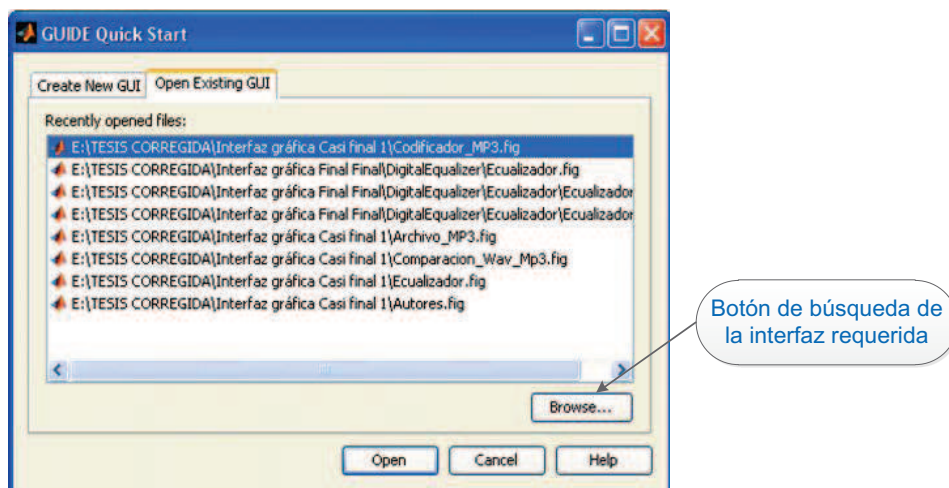 GUIDE Quick Start
Create New GUI
Open Existing GUI
Recently opened files:
E:\TESIS CORREGIDA\Interfaz gráfica Casi final 1\Codificador_MP3.fig
E:\TESIS CORREGIDA\Interfaz gráfica Final Final\DigitalEqualizer\Ecualizador.fig
E:\TESIS CORREGIDA\Interfaz gráfica Final Final\DigitalEqualizer\Ecualizador\Ecualizador
E:\TESIS CORREGIDA\Interfaz gráfica Final Final\DigitalEqualizer\Ecualizador\Ecualizador
E:\TESIS CORREGIDA\Interfaz gráfica Casi final 1\Archivo_MP3.fig
E:\TESIS CORREGIDA\Interfaz gráfica Casi final 1\Comparacion_Wav_Mp3.fig
E:\TESIS CORREGIDA\Interfaz gráfica Casi final 1\Ecualizador.fig
E:\TESIS CORREGIDA\Interfaz gráfica Casi final 1\Autores.fig
Botón de búsqueda de
la interfaz requerida
Browse...
Open
Cancel
Help